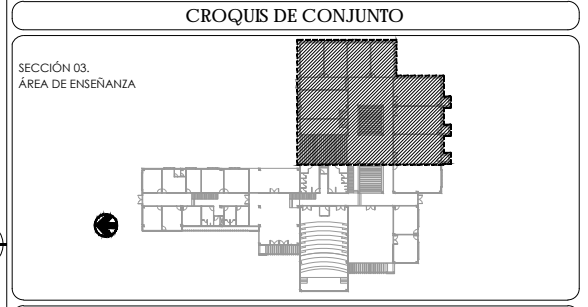 CROQUIS DE CONJUNTO
SECCIÓN 03.
ÁREA DE ENSEÑANZA